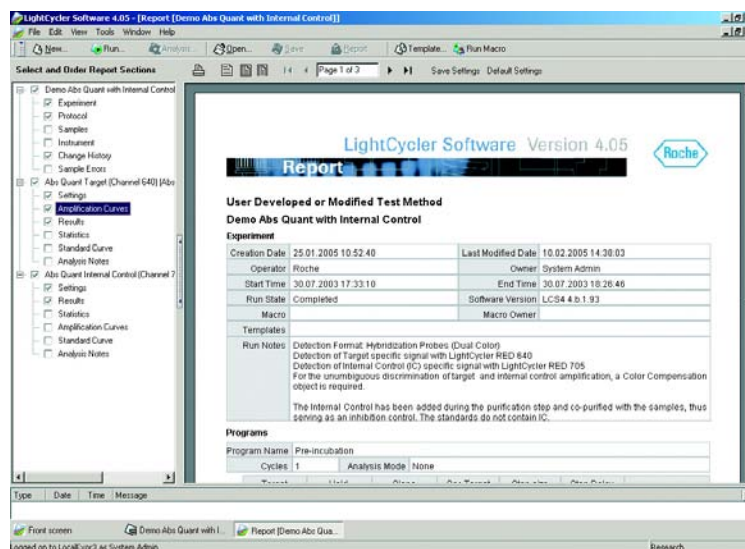 LightCycler Software 4.05 - [Report [Demo Abs Quant with Internal Control]]
File Edit View Tools Window Help
New... Run... Analysis... Open... Save Report Template... Run Macro
Select and Order Report Sections
Page 1 of 3 Save Settings Default Settings
Demo Abs Quant with Internal Control
Experiment
Protocol
Samples
Instrument
Change History
Sample Errors
Abs Quant Target (Channel 640) (Abs
Settings
Amplification Curves
Results
Statistics
Standard Curve
Analysis Notes
Abs Quant Internal Control (Channel 7
Settings
Results
Statistics
Amplification Curves
Standard Curve
Analysis Notes
LightCycler Software Version 4.05
Roche
Report
User Developed or Modified Test Method
Demo Abs Quant with Internal Control
Experiment
Creation Date 25.01.2005 10:52:40 Last Modified Date 10.02.2005 14:38:03
Operator Roche Owner System Admin
Start Time 30.07.2003 17:33:10 End Time 30.07.2003 18:26:46
Run State Completed Software Version LCS4 4.b.1.93
Macro Macro Owner
Templates
Run Notes Detection Format: Hybridization Probes (Dual Color)
Detection of Target specific signal with LightCycler RED 640
Detection of Internal Control (IC) specific signal with LightCycler RED 705
For the unumbiguous discrimination of target and internal control amplification, a Color Compensation
object is required.
The Internal Control has been added during the purification step and co-purified with the samples, thus
serving as an inhibition control. The standards do not contain IC.
Programs
Program Name Pre-incubation
Cycles 1 Analysis Mode None
Type Date Time Message
Front screen Demo Abs Quant with I... Report [Demo Abs Qua...
Logged on to as System Admin Research